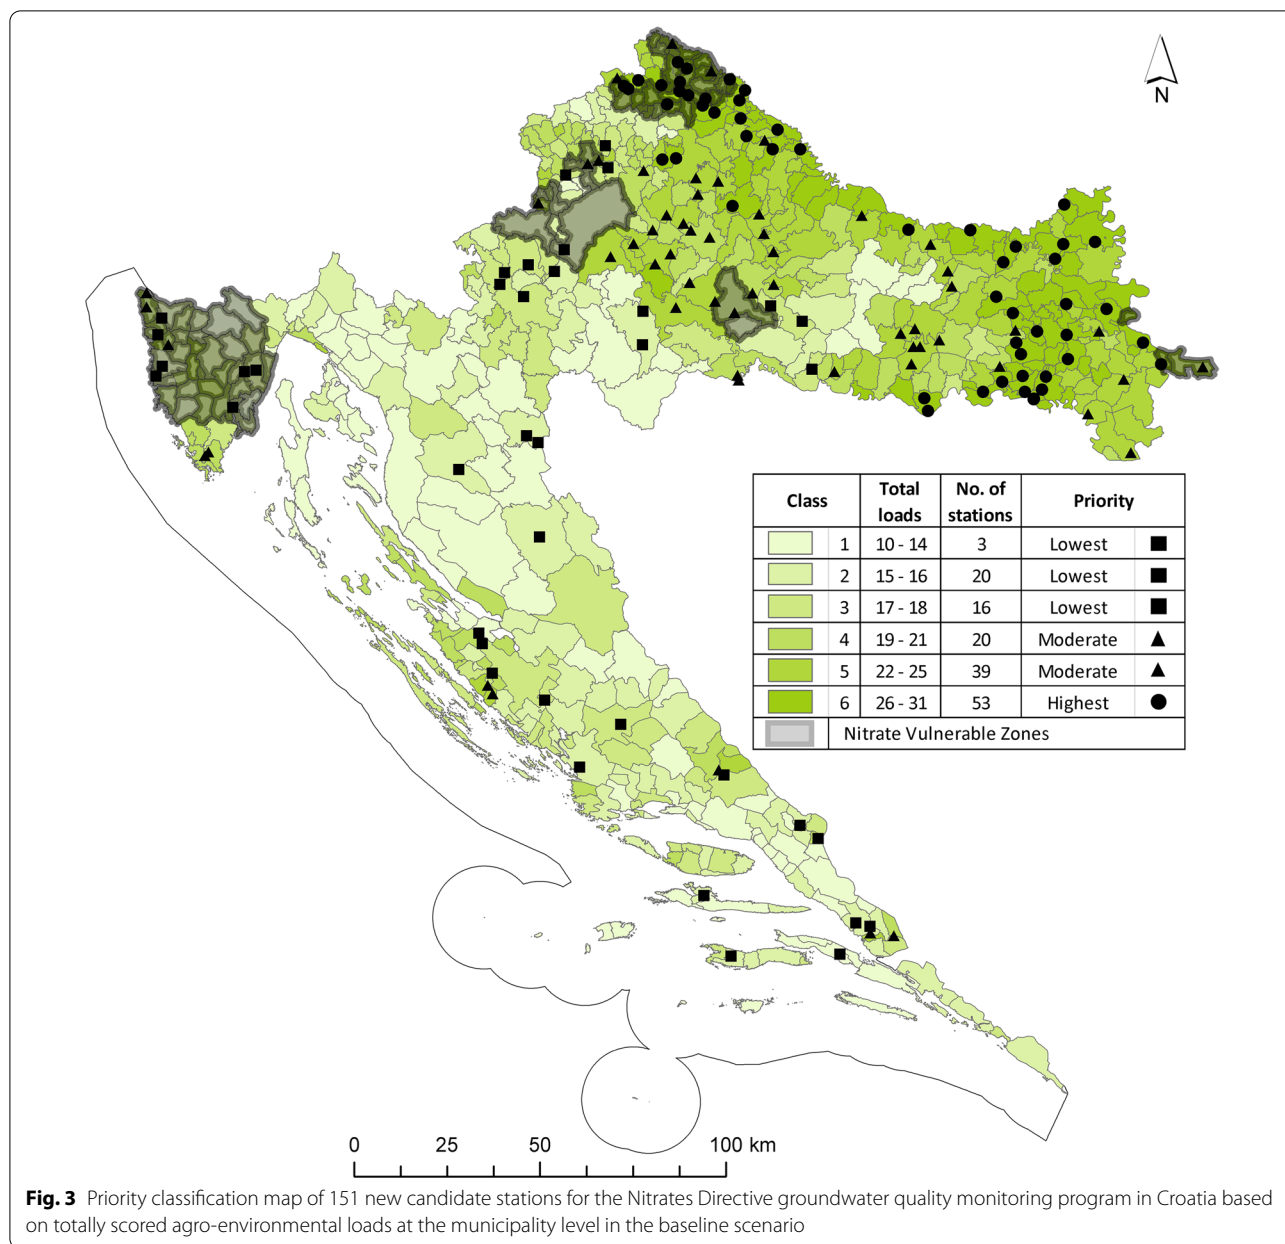 N
Class Total loads No. of stations Priority
1 10 - 14 3 Lowest
2 15 - 16 20 Lowest
3 17 - 18 16 Lowest
4 19 - 21 20 Moderate
5 22 - 25 39 Moderate
6 26 - 31 53 Highest
Nitrate Vulnerable Zones
0 25 50 100 km
Fig. 3 Priority classification map of 151 new candidate stations for the Nitrates Directive groundwater quality monitoring program in Croatia based
on totally scored agro-environmental loads at the municipality level in the baseline scenario